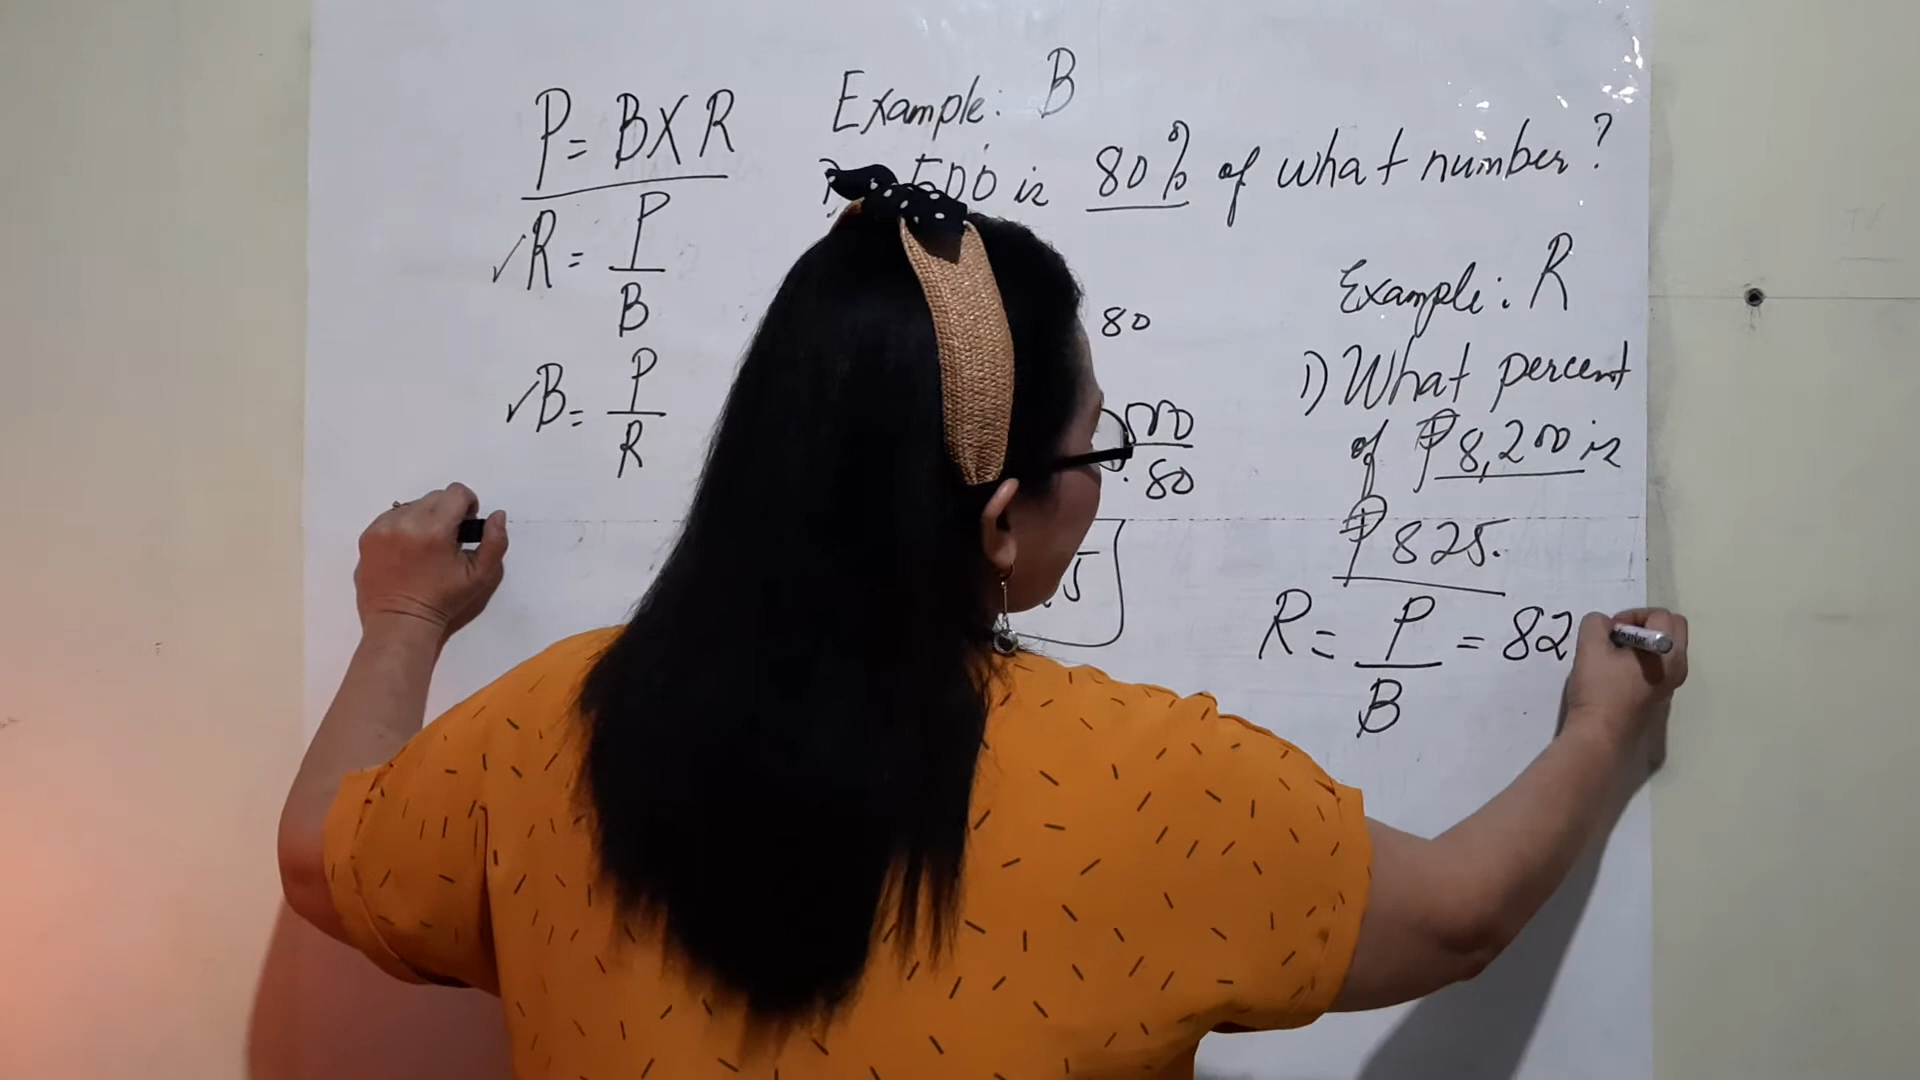 P = B X R
✓R = P
B
✓B = P
R
Example: B
500 is 80% of what number?
80
.80
Example: R
1) What percent
of ₱8,200 is
₱825.
R = P = 82
B